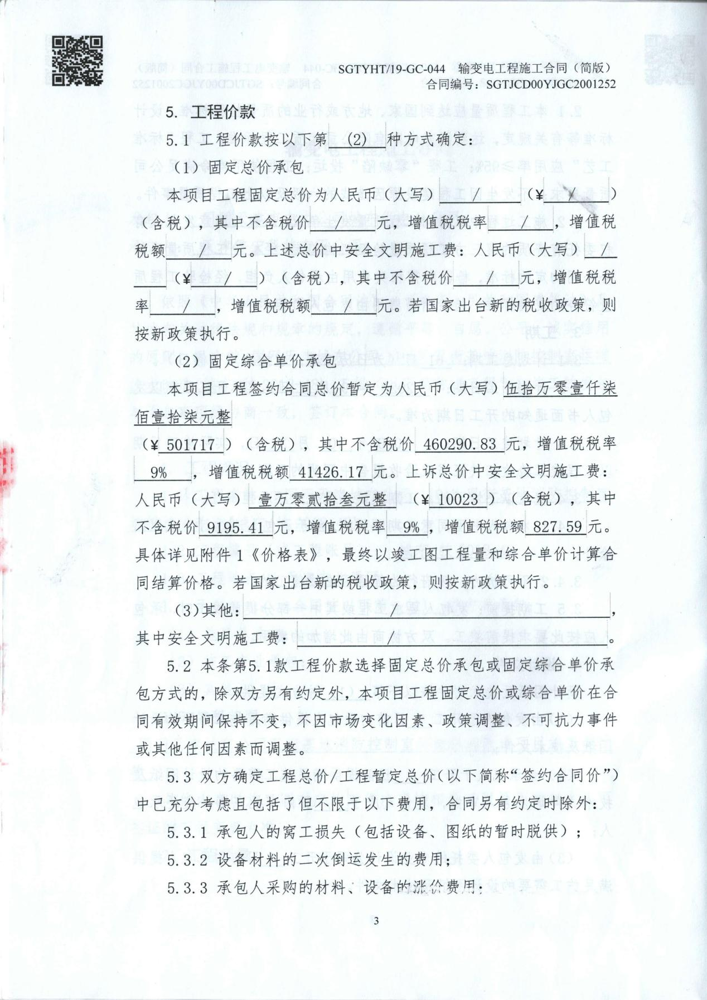 SGTYHT/19-GC-044 输变电工程施工合同（简版）
合同编号：SGTJCD00YJGC2001252
5. 工程价款
5.1 工程价款按以下第 (2) 种方式确定：
（1）固定总价承包
本项目工程固定总价为人民币（大写） / （¥ / ）
（含税），其中不含税价 / 元，增值税税率 / ，增值税
税额 / 元。上述总价中安全文明施工费：人民币（大写） /
（¥ / ）（含税），其中不含税价 / 元，增值税税
率 / ，增值税税额 / 元。若国家出台新的税收政策，则
按新政策执行。
（2）固定综合单价承包
本项目工程签约合同总价暂定为人民币（大写）伍拾万零壹仟柒
佰壹拾柒元整
（¥ 501717 ）（含税），其中不含税价 460290.83 元，增值税税率
9% ，增值税税额 41426.17 元。上诉总价中安全文明施工费：
人民币（大写） 壹万零贰拾叁元整 （¥ 10023 ）（含税），其中
不含税价 9195.41 元，增值税税率 9% ，增值税税额 827.59 元。
具体详见附件1《价格表》，最终以竣工图工程量和综合单价计算合
同结算价格。若国家出台新的税收政策，则按新政策执行。
(3)其他: / ，
其中安全文明施工费： / 。
5.2 本条第5.1款工程价款选择固定总价承包或固定综合单价承
包方式的，除双方另有约定外，本项目工程固定总价或综合单价在合
同有效期间保持不变，不因市场变化因素、政策调整、不可抗力事件
或其他任何因素而调整。
5.3 双方确定工程总价/工程暂定总价（以下简称“签约合同价”）
中已充分考虑且包括了但不限于以下费用，合同另有约定时除外：
5.3.1 承包人的窝工损失（包括设备、图纸的暂时脱供）；
5.3.2 设备材料的二次倒运发生的费用；
5.3.3 承包人采购的材料、设备的涨价费用；
3